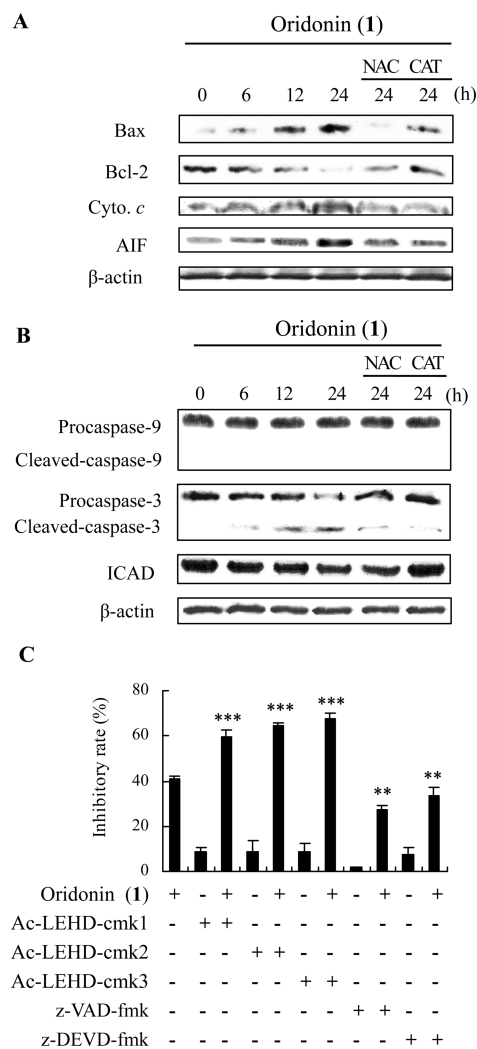 A
Oridonin (1)
NAC CAT
0 6 12 24 24 24 (h)
Bax
Bcl-2
Cyto. c
AIF
β-actin
B
Oridonin (1)
NAC CAT
0 6 12 24 24 24 (h)
Procaspase-9
Cleaved-caspase-9
Procaspase-3
Cleaved-caspase-3
ICAD
β-actin
C
80
60
40
20
0
Inhibitory rate (%)
*** *** *** ** **
Oridonin (1) + - + - + - + - + - +
Ac-LEHD-cmk1 - + + - - - - - - - -
Ac-LEHD-cmk2 - - - + + - - - - - -
Ac-LEHD-cmk3 - - - - - + + - - - -
z-VAD-fmk - - - - - - - + + - -
z-DEVD-fmk - - - - - - - - - + +